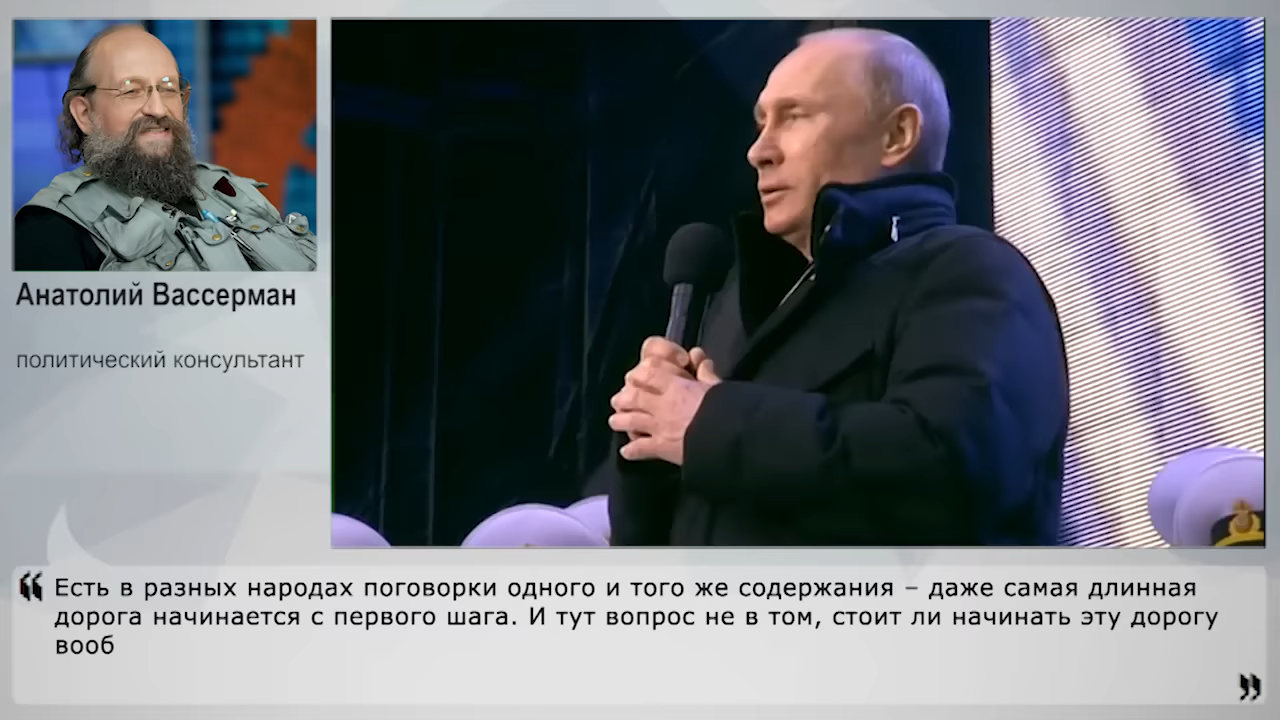 Анатолий Вассерман
политический консультант
“ Есть в разных народах поговорки одного и того же содержания – даже самая длинная
дорога начинается с первого шага. И тут вопрос не в том, стоит ли начинать эту дорогу
вооб
”